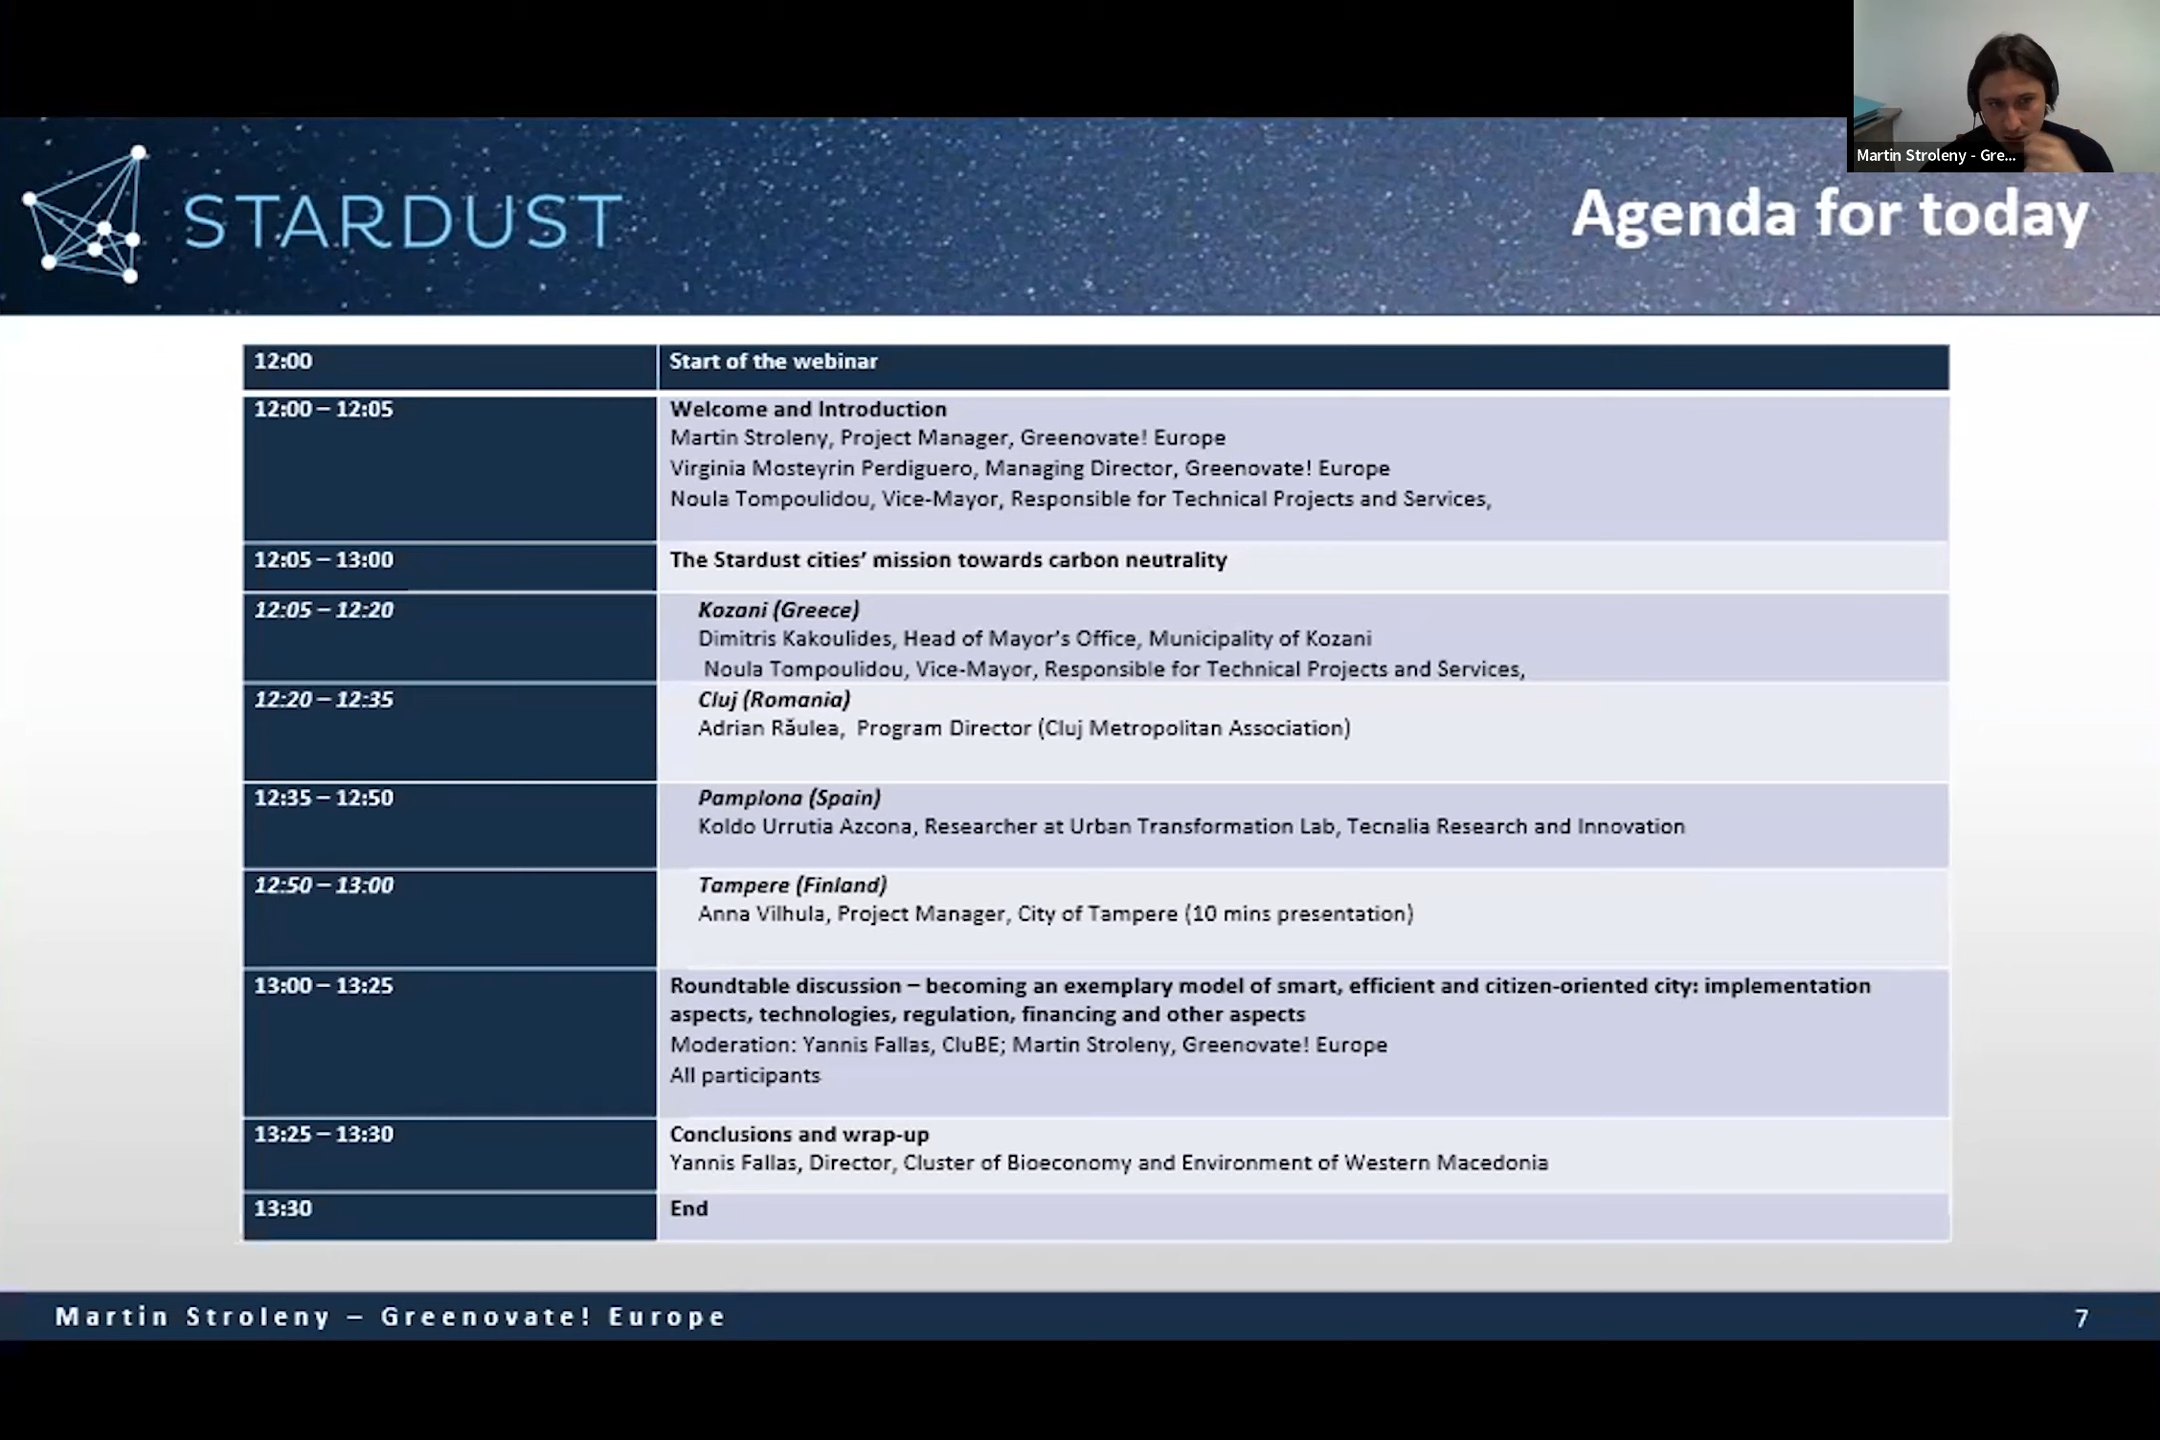 Martin Stroleny - Gre...
STARDUST
Agenda for today
12:00 Start of the webinar
12:00 – 12:05 Welcome and Introduction
Martin Stroleny, Project Manager, Greenovate! Europe
Virginia Mosteyrin Perdiguero, Managing Director, Greenovate! Europe
Noula Tompoulidou, Vice-Mayor, Responsible for Technical Projects and Services,
12:05 – 13:00 The Stardust cities’ mission towards carbon neutrality
12:05 – 12:20 Kozani (Greece)
Dimitris Kakoulides, Head of Mayor’s Office, Municipality of Kozani
Noula Tompoulidou, Vice-Mayor, Responsible for Technical Projects and Services,
12:20 – 12:35 Cluj (Romania)
Adrian Răulea, Program Director (Cluj Metropolitan Association)
12:35 – 12:50 Pamplona (Spain)
Koldo Urrutia Azcona, Researcher at Urban Transformation Lab, Tecnalia Research and Innovation
12:50 – 13:00 Tampere (Finland)
Anna Vilhula, Project Manager, City of Tampere (10 mins presentation)
13:00 – 13:25 Roundtable discussion – becoming an exemplary model of smart, efficient and citizen-oriented city: implementation
aspects, technologies, regulation, financing and other aspects
Moderation: Yannis Fallas, CluBE; Martin Stroleny, Greenovate! Europe
All participants
13:25 – 13:30 Conclusions and wrap-up
Yannis Fallas, Director, Cluster of Bioeconomy and Environment of Western Macedonia
13:30 End
Martin Stroleny – Greenovate! Europe
7